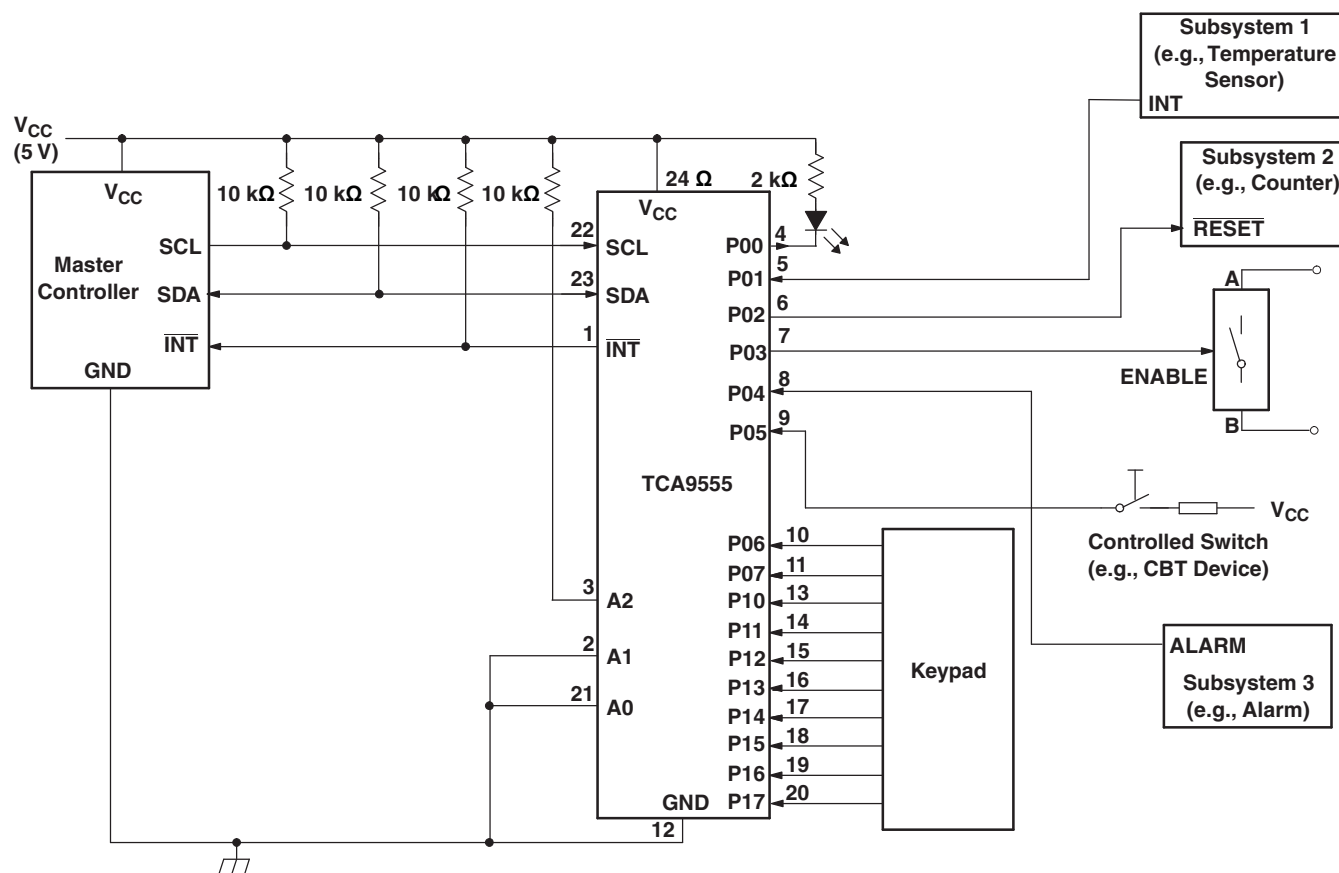 Subsystem 1
(e.g., Temperature
Sensor)
INT
VCC
(5 V)
Subsystem 2
(e.g., Counter)
RESET
VCC
10 kΩ
10 kΩ
10 kΩ
10 kΩ
24 Ω
2 kΩ
VCC
Master
Controller
SCL
SDA
INT
GND
22
SCL
23
SDA
1
INT
P00
4
P01
5
P02
6
P03
7
P04
8
P05
9
A
ENABLE
B
TCA9555
VCC
Controlled Switch
(e.g., CBT Device)
P06
10
P07
11
P10
13
P11
14
P12
15
P13
16
P14
17
P15
18
P16
19
P17
20
Keypad
3
A2
2
A1
21
A0
GND
12
ALARM
Subsystem 3
(e.g., Alarm)